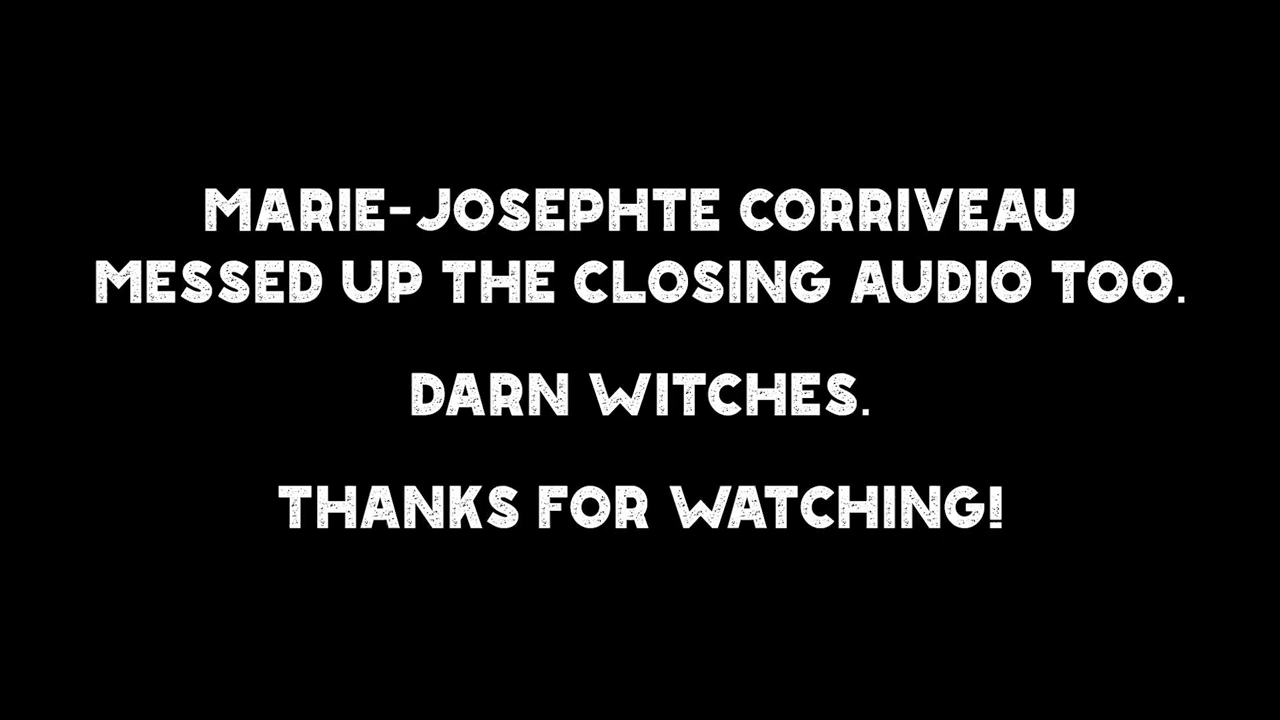 MARIE-JOSEPHTE CORRIVEAU
MESSED UP THE CLOSING AUDIO TOO.
DARN WITCHES.
THANKS FOR WATCHING!